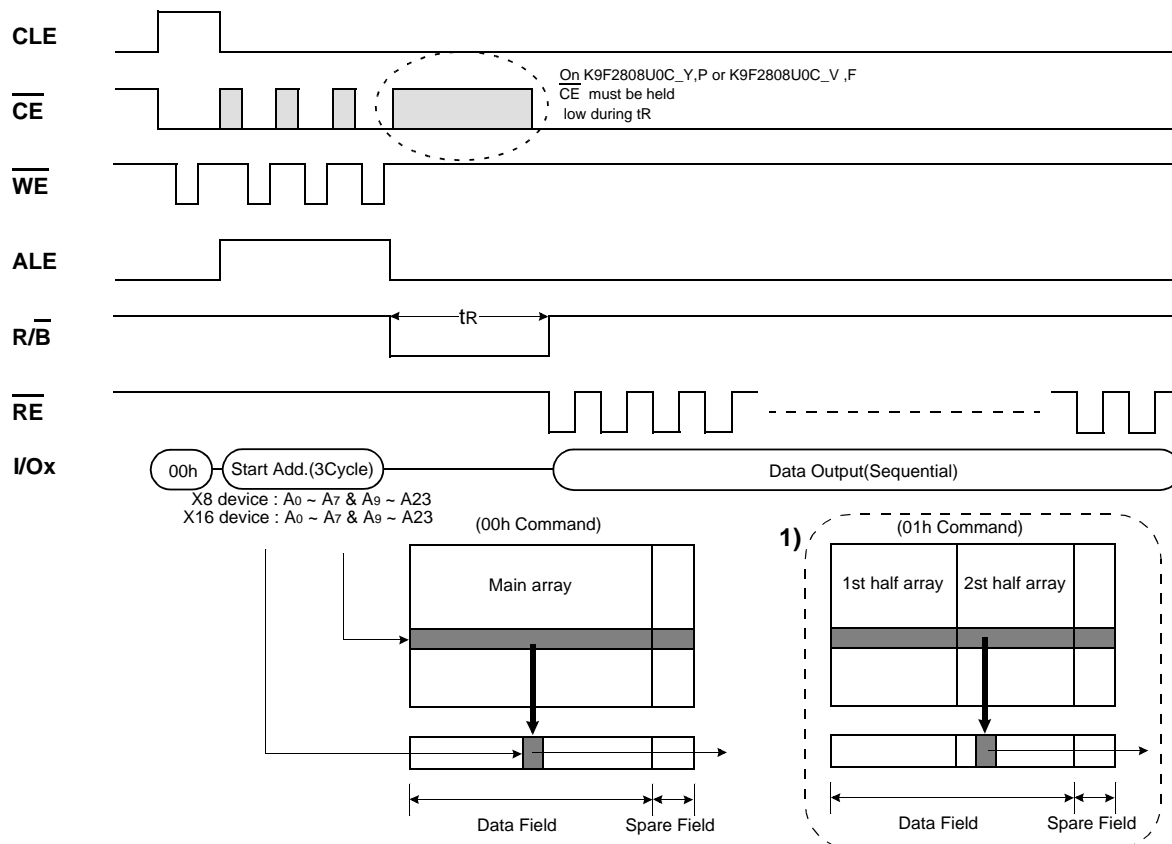 CLE
On K9F2808U0C_Y,P or K9F2808U0C_V ,F
CE must be held
low during tR
CE
WE
ALE
R/B
tR
RE
I/Ox
00h
Start Add.(3Cycle)
Data Output(Sequential)
X8 device : A0 ~ A7 & A9 ~ A23
X16 device : A0 ~ A7 & A9 ~ A23
(00h Command)
Main array
Data Field
Spare Field
1)
(01h Command)
1st half array
2st half array
Data Field
Spare Field